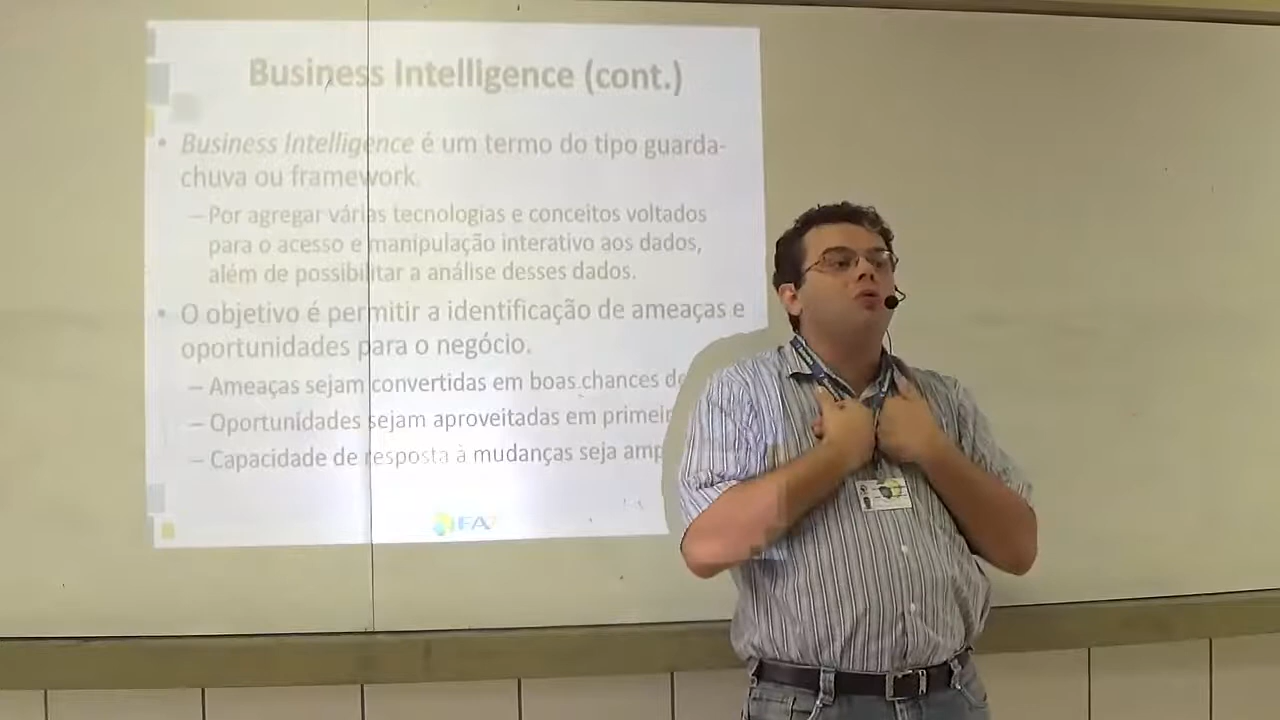 Business Intelligence (cont.)
• Business Intelligence é um termo do tipo guarda-
chuva ou framework.
– Por agregar várias tecnologias e conceitos voltados
para o acesso e manipulação interativo aos dados,
além de possibilitar a análise desses dados.
• O objetivo é permitir a identificação de ameaças e
oportunidades para o negócio.
– Ameaças sejam convertidas em boas chances de
– Oportunidades sejam aproveitadas em
– Capacidade de resposta à mudanças seja
FA7